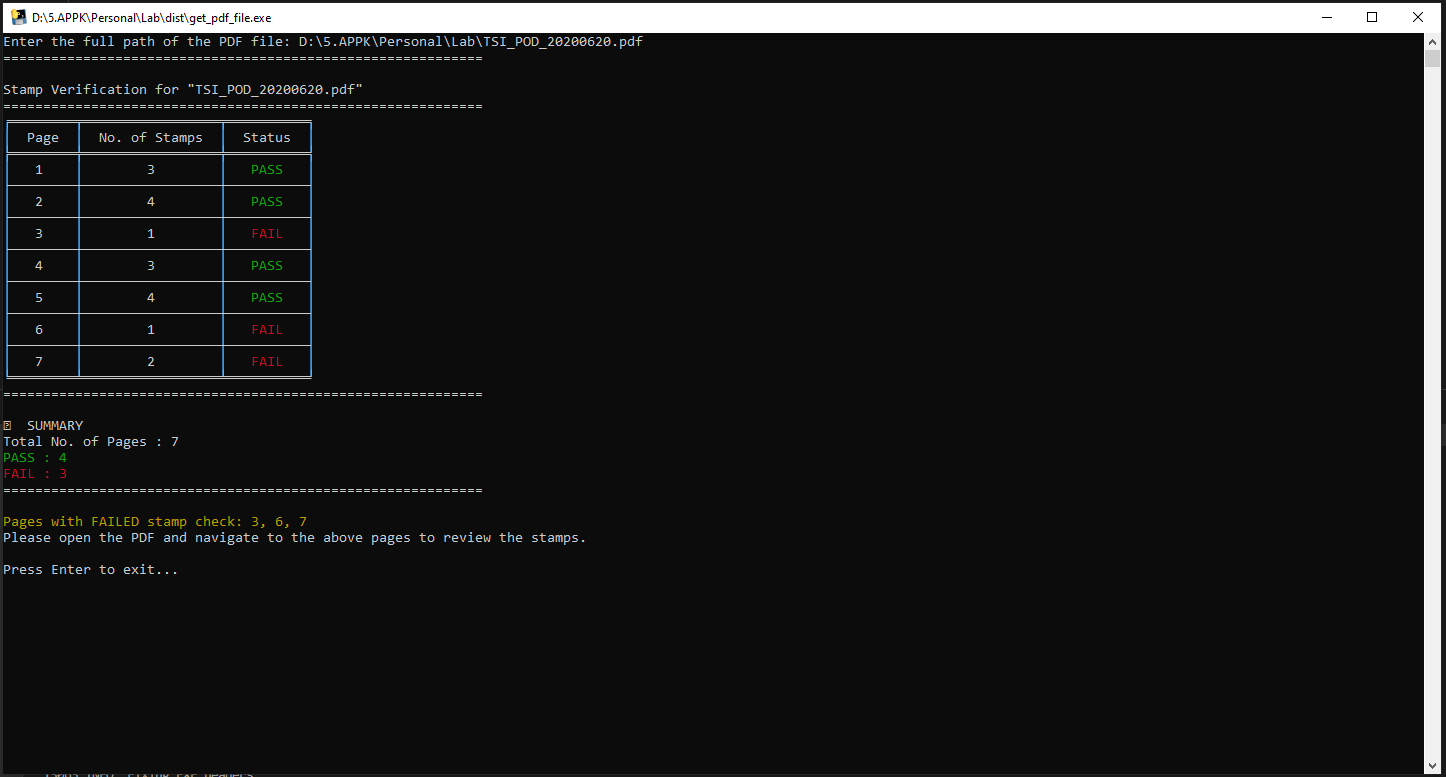 D:\5.APPK\Personal\Lab\dist\get_pdf_file.exe
Enter the full path of the PDF file: D:\5.APPK\Personal\Lab\TSI_POD_20200620.pdf
============================================================
Stamp Verification for "TSI_POD_20200620.pdf"
============================================================
Page No. of Stamps Status
1 3 PASS
2 4 PASS
3 1 FAIL
4 3 PASS
5 4 PASS
6 1 FAIL
7 2 FAIL
============================================================
SUMMARY
Total No. of Pages : 7
PASS : 4
FAIL : 3
============================================================
Pages with FAILED stamp check: 3, 6, 7
Please open the PDF and navigate to the above pages to review the stamps.
Press Enter to exit...